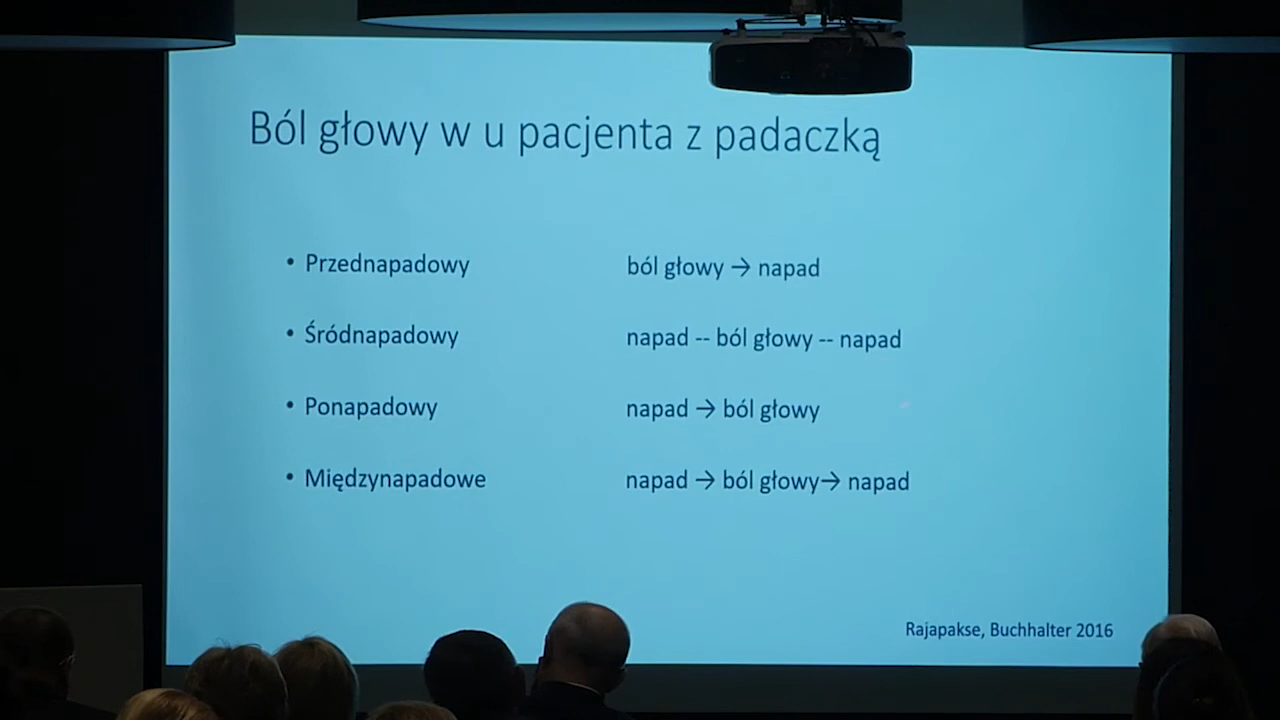 Ból głowy w u pacjenta z padaczką
• Przednapadowy ból głowy → napad
• Śródnapadowy napad -- ból głowy -- napad
• Ponapadowy napad → ból głowy
• Międzynapadowe napad → ból głowy→ napad
Rajapakse, Buchhalter 2016